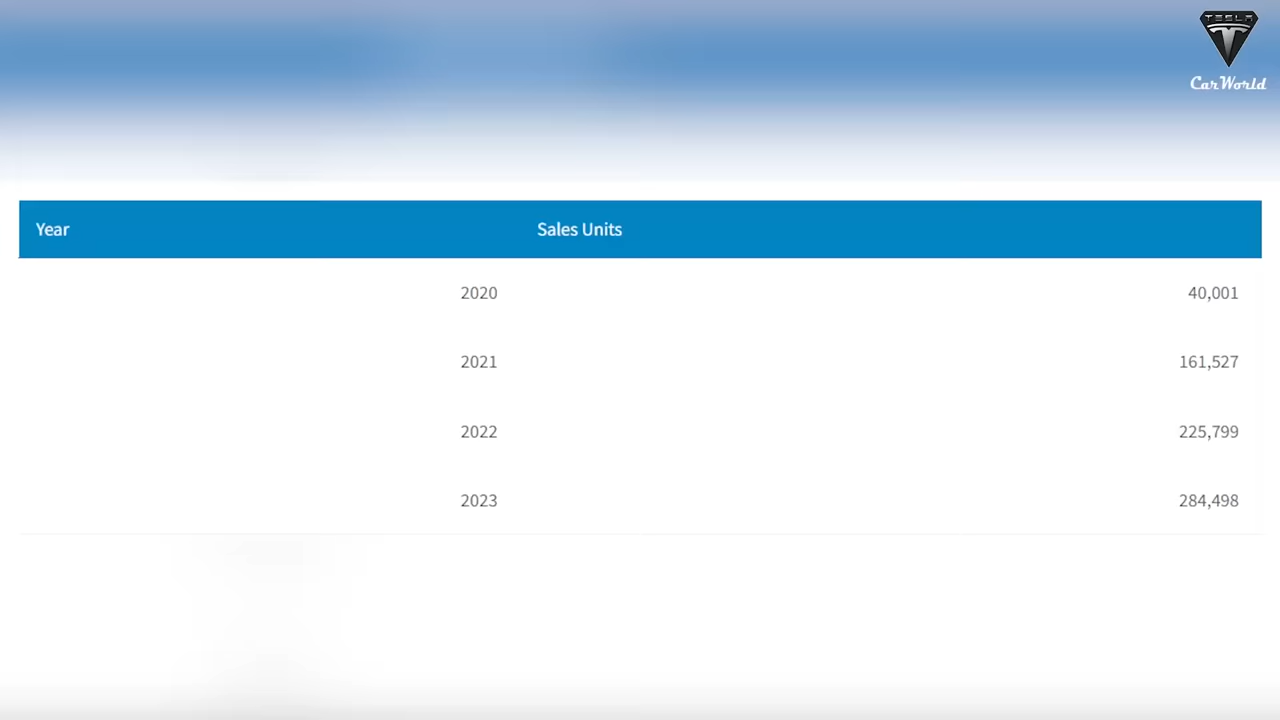 TESLA
CarWorld
Year Sales Units
2020 40,001
2021 161,527
2022 225,799
2023 284,498